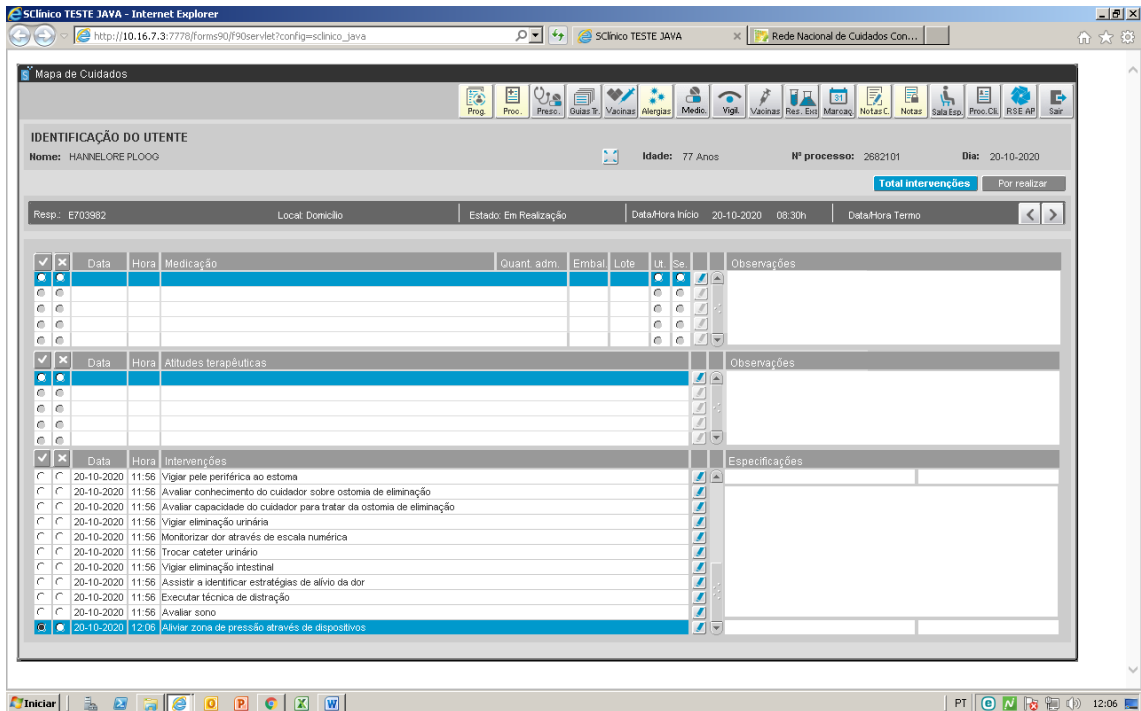 SClínico TESTE JAVA - Internet Explorer
http://10.16.7.3:7778/forms90/f90servlet?config=sclinico_java
SClínico TESTE JAVA
Rede Nacional de Cuidados Con...
Mapa de Cuidados
Prog. Proc. Presc. Guias Tr. Vacinas Alergias Medic. Vigil. Vacinas Res. Exa Marcaç. Notas C. Notas Sala Esp. Proc.Cli. RSE AP Sair
IDENTIFICAÇÃO DO UTENTE
Nome: HANNELORE PLOOG Idade: 77 Anos Nº processo: 2682101 Dia: 20-10-2020
Total intervenções Por realizar
Resp.: E703982 Local: Domicílio Estado: Em Realização Data/Hora Início 20-10-2020 08:30h Data/Hora Termo
Data Hora Medicação Quant. adm. Embal. Lote Ut. Se. Observações
Data Hora Atitudes terapêuticas Observações
Data Hora Intervenções Especificações
20-10-2020 11:56 Vigiar pele periférica ao estoma
20-10-2020 11:56 Avaliar conhecimento do cuidador sobre ostomia de eliminação
20-10-2020 11:56 Avaliar capacidade do cuidador para tratar da ostomia de eliminação
20-10-2020 11:56 Vigiar eliminação urinária
20-10-2020 11:56 Monitorizar dor através de escala numérica
20-10-2020 11:56 Trocar cateter urinário
20-10-2020 11:56 Vigiar eliminação intestinal
20-10-2020 11:56 Assistir a identificar estratégias de alívio da dor
20-10-2020 11:56 Executar técnica de distração
20-10-2020 11:56 Avaliar sono
20-10-2020 12:06 Aliviar zona de pressão através de dispositivos
Iniciar PT 12:06